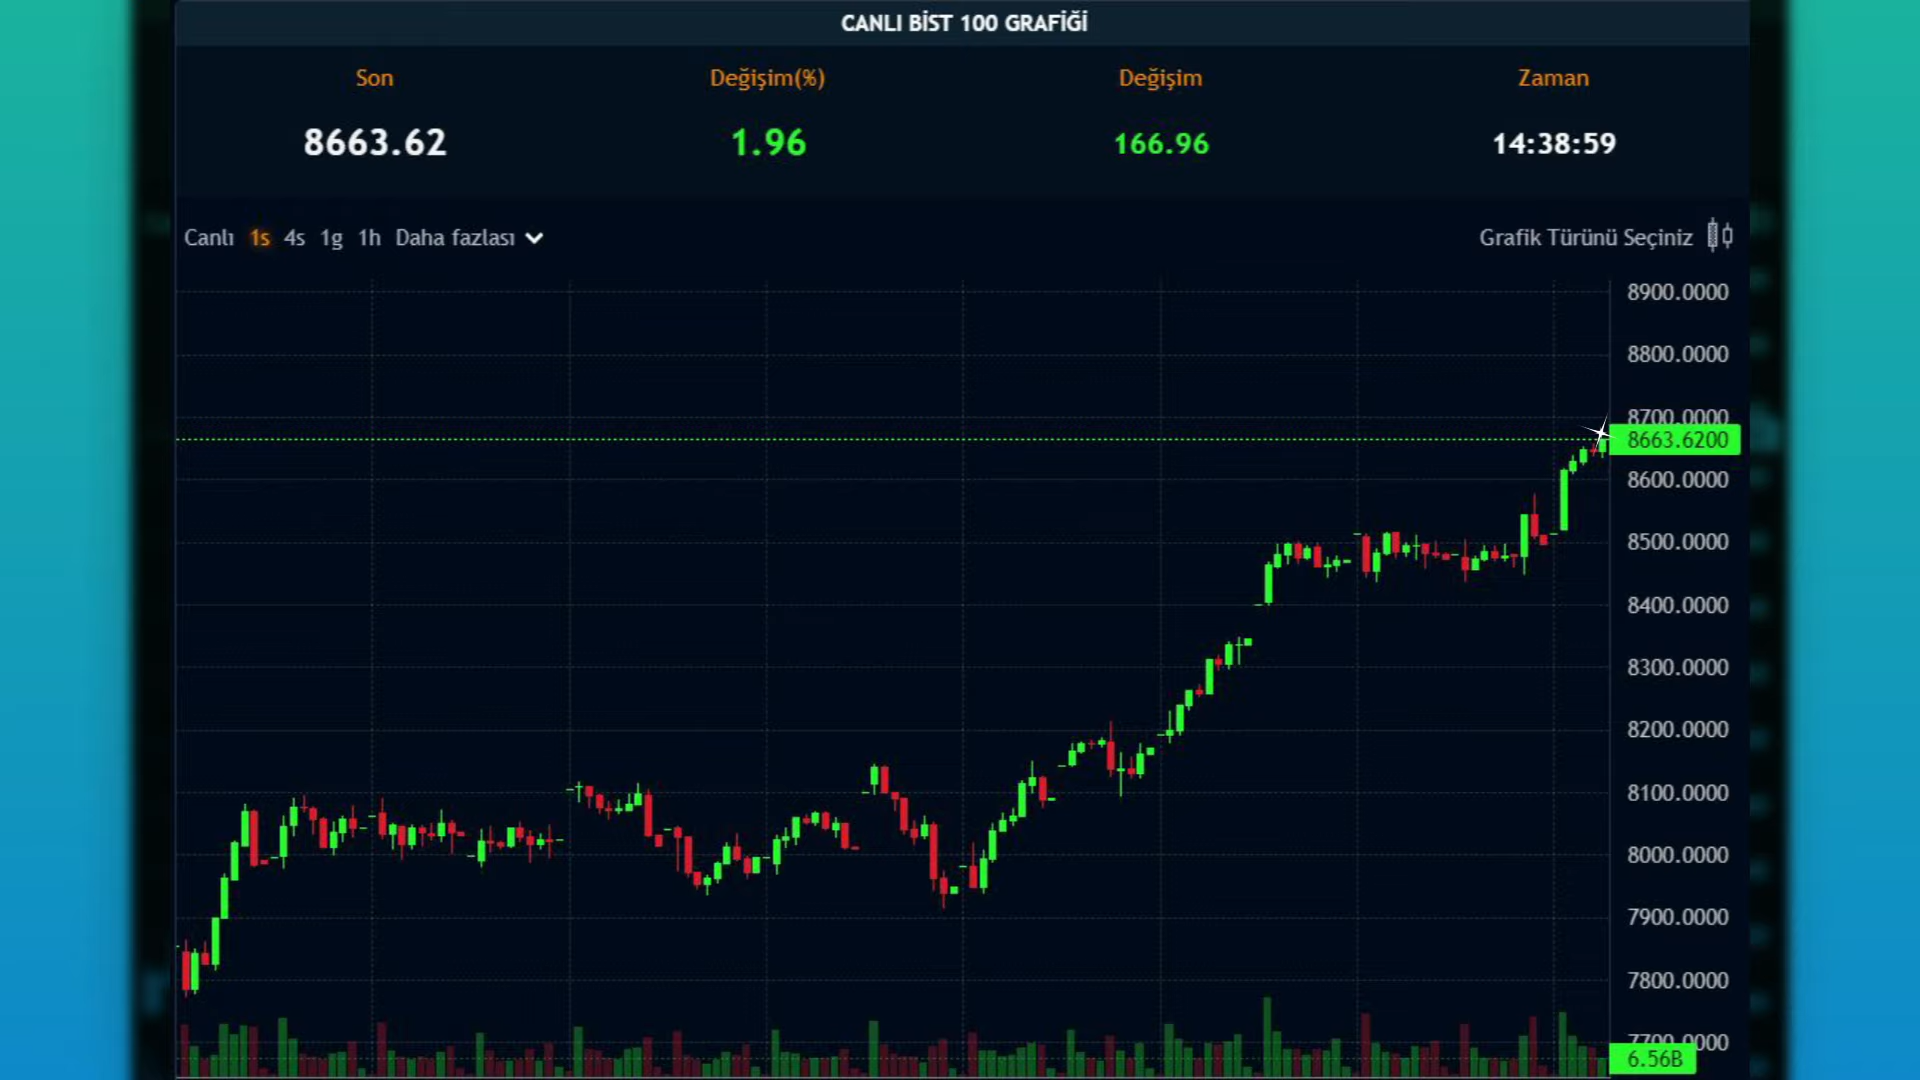 CANLI BİST 100 GRAFİĞİ
Son Değişim(%) Değişim Zaman
8663.62 1.96 166.96 14:38:59
Canlı 1s 4s 1g 1h Daha fazlası Grafik Türünü Seçiniz
8900.0000
8800.0000
8700.0000
8663.6200
8600.0000
8500.0000
8400.0000
8300.0000
8200.0000
8100.0000
8000.0000
7900.0000
7800.0000
7700.0000
6.56B